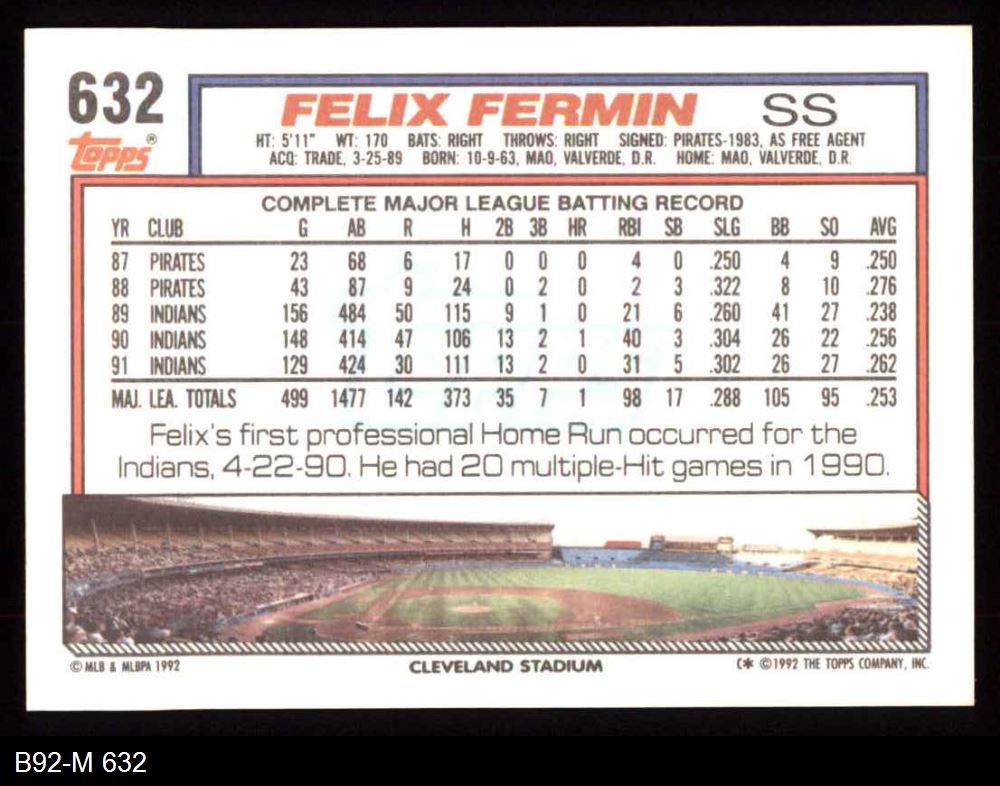 632
Topps®
FELIX FERMIN SS
HT: 5'11" WT: 170 BATS: RIGHT THROWS: RIGHT SIGNED: PIRATES-1983, AS FREE AGENT
ACQ: TRADE, 3-25-89 BORN: 10-9-63, MAO, VALVERDE, D.R. HOME: MAO, VALVERDE, D.R.
COMPLETE MAJOR LEAGUE BATTING RECORD
YR CLUB G AB R H 2B 3B HR RBI SB SLG BB SO AVG
87 PIRATES 23 68 6 17 0 0 0 4 0 .250 4 9 .250
88 PIRATES 43 87 9 24 0 2 0 2 3 .322 8 10 .276
89 INDIANS 156 484 50 115 9 1 0 21 6 .260 41 27 .238
90 INDIANS 148 414 47 106 13 2 1 40 3 .304 26 22 .256
91 INDIANS 129 424 30 111 13 2 0 31 5 .302 26 27 .262
MAJ. LEA. TOTALS 499 1477 142 373 35 7 1 98 17 .288 105 95 .253
Felix's first professional Home Run occurred for the
Indians, 4-22-90. He had 20 multiple-Hit games in 1990.
© MLB & MLBPA 1992 CLEVELAND STADIUM C* ©1992 THE TOPPS COMPANY, INC.
B92-M 632